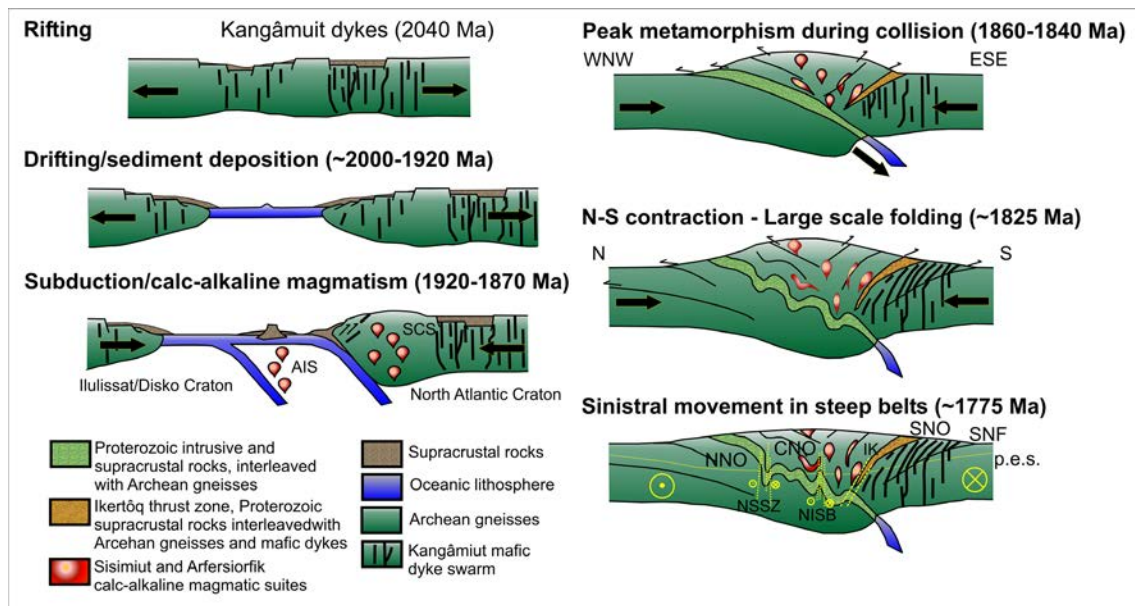 Rifting
Kangâmuit dykes (2040 Ma)
Drifting/sediment deposition (~2000-1920 Ma)
Subduction/calc-alkaline magmatism (1920-1870 Ma)
SCS
AIS
Ilulissat/Disko Craton
North Atlantic Craton
Proterozoic intrusive and
supracrustal rocks, interleaved
with Archean gneisses
Ikertôq thrust zone, Proterozoic
supracrustal rocks interleavedwith
Arcehan gneisses and mafic dykes
Sisimiut and Arfersiorfik
calc-alkaline magmatic suites
Supracrustal rocks
Oceanic lithosphere
Archean gneisses
Kangâmiut mafic
dyke swarm
Peak metamorphism during collision (1860-1840 Ma)
WNW
ESE
N-S contraction - Large scale folding (~1825 Ma)
N
S
Sinistral movement in steep belts (~1775 Ma)
SNO
SNF
CNO
IK
NNO
p.e.s.
NSSZ
NISB